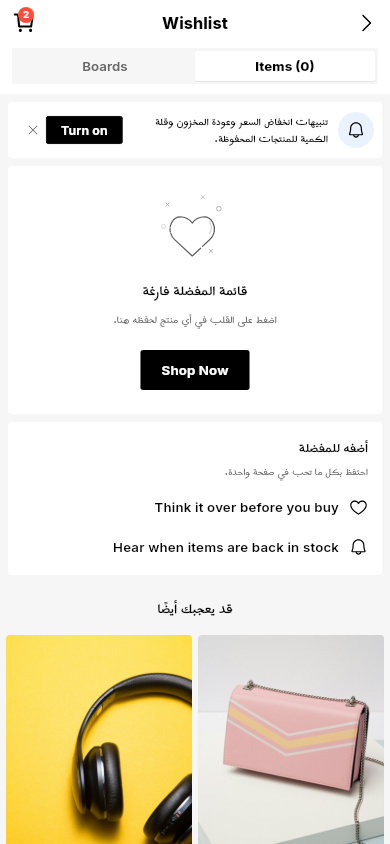 2
Wishlist
Items (0)
Boards
تنبيهات انخفاض السعر وعودة المخزون وقلة
الكمية للمنتجات المحفوظة.
Turn on
قائمة المفضلة فارغة
اضغط على القلب في أي منتج لحفظه هنا.
Shop Now
أضفه للمفضلة
احتفظ بكل ما تحب في صفحة واحدة.
Think it over before you buy
Hear when items are back in stock
قد يعجبك أيضًا